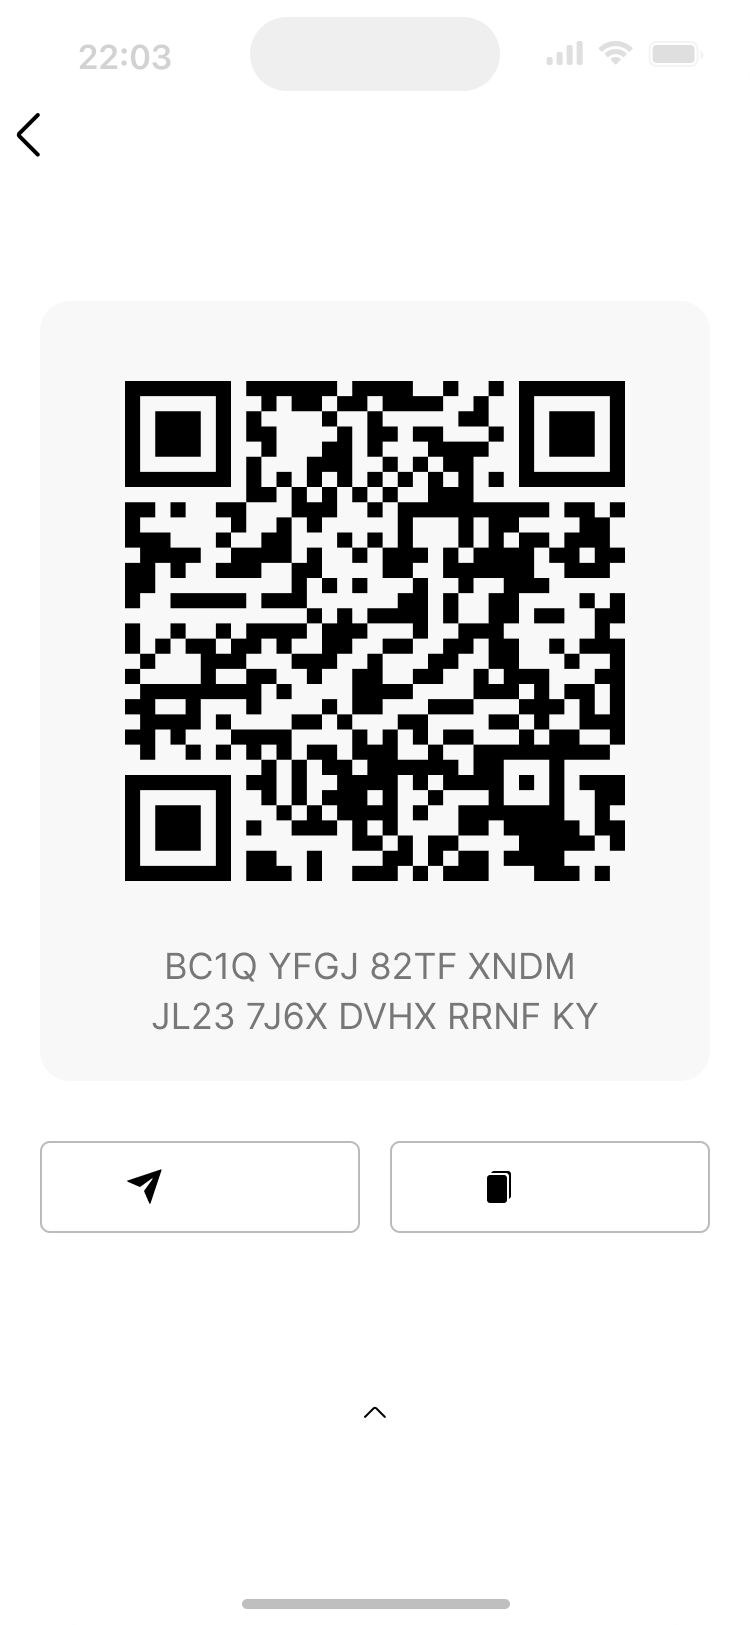 22:03
BC1Q YFGJ 82TF XNDM
JL23 7J6X DVHX RRNF KY